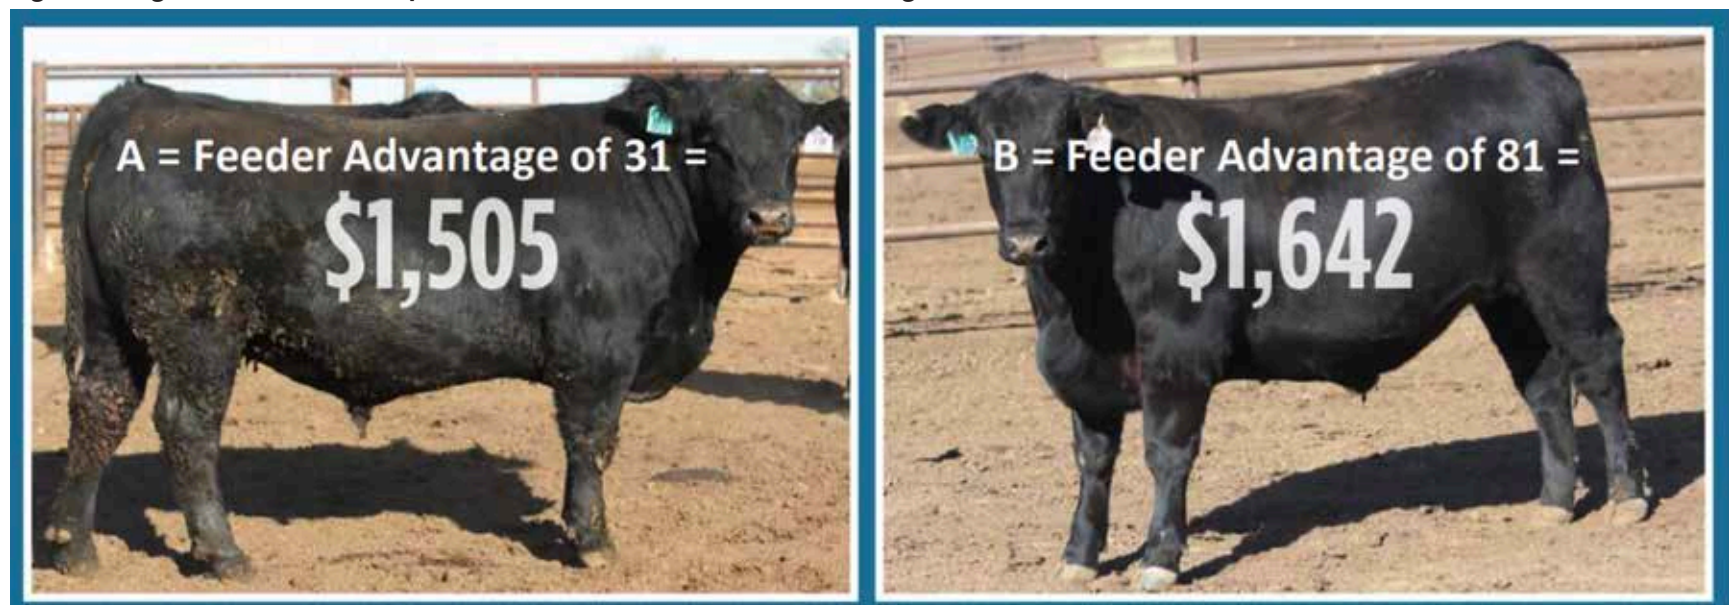 A = Feeder Advantage of 31 =
$1,505
B = Feeder Advantage of 81 =
$1,642